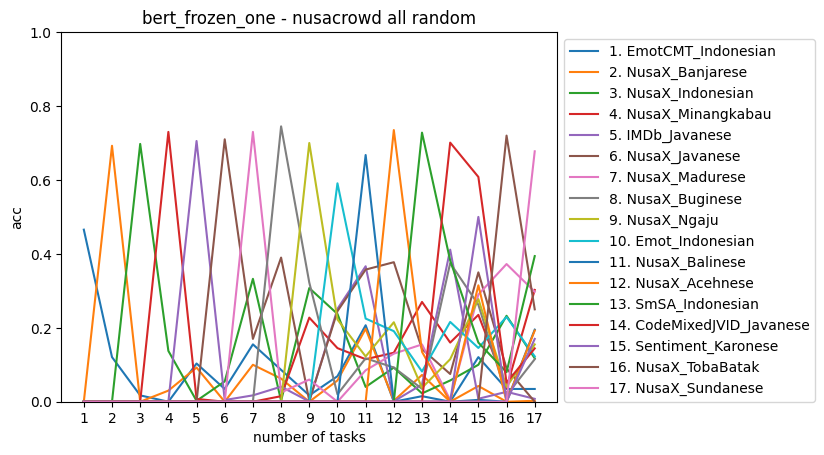 bert_frozen_one - nusacrowd all random
acc
1.0
0.8
0.6
0.4
0.2
0.0
1 2 3 4 5 6 7 8 9 10 11 12 13 14 15 16 17
number of tasks
1. EmotCMT_Indonesian
2. NusaX_Banjarese
3. NusaX_Indonesian
4. NusaX_Minangkabau
5. IMDb_Javanese
6. NusaX_Javanese
7. NusaX_Madurese
8. NusaX_Buginese
9. NusaX_Ngaju
10. Emot_Indonesian
11. NusaX_Balinese
12. NusaX_Acehnese
13. SmSA_Indonesian
14. CodeMixedJVID_Javanese
15. Sentiment_Karonese
16. NusaX_TobaBatak
17. NusaX_Sundanese